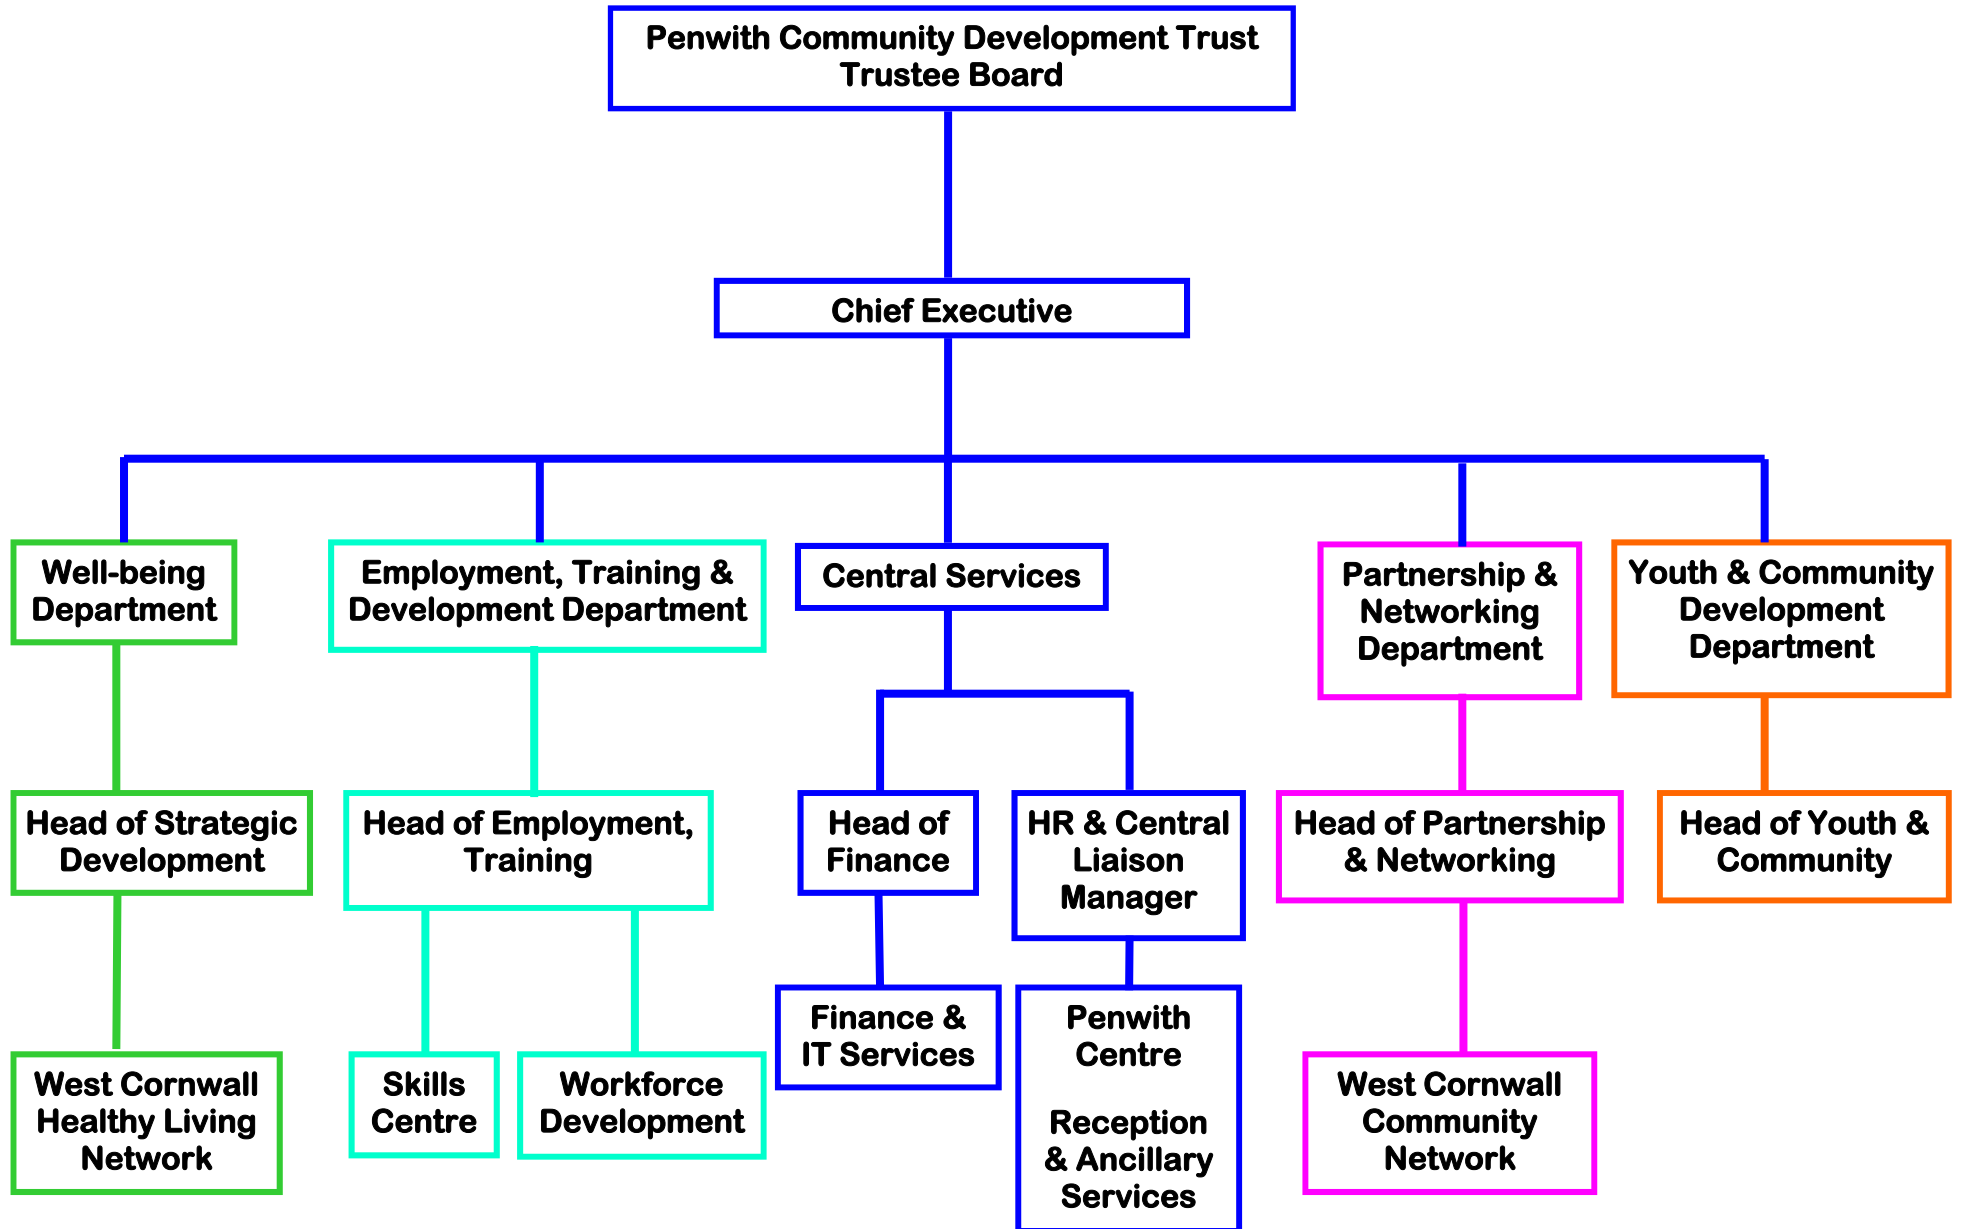 Penwith Community Development Trust
Trustee Board
Chief Executive
Well-being
Department
Employment, Training &
Development Department
Central Services
Partnership &
Networking
Department
Youth & Community
Development
Department
Head of Strategic
Development
Head of Employment,
Training
Head of
Finance
HR & Central
Liaison
Manager
Head of Partnership
& Networking
Head of Youth &
Community
Finance &
IT Services
Penwith
Centre
Reception
& Ancillary
Services
West Cornwall
Healthy Living
Network
Skills
Centre
Workforce
Development
West Cornwall
Community
Network